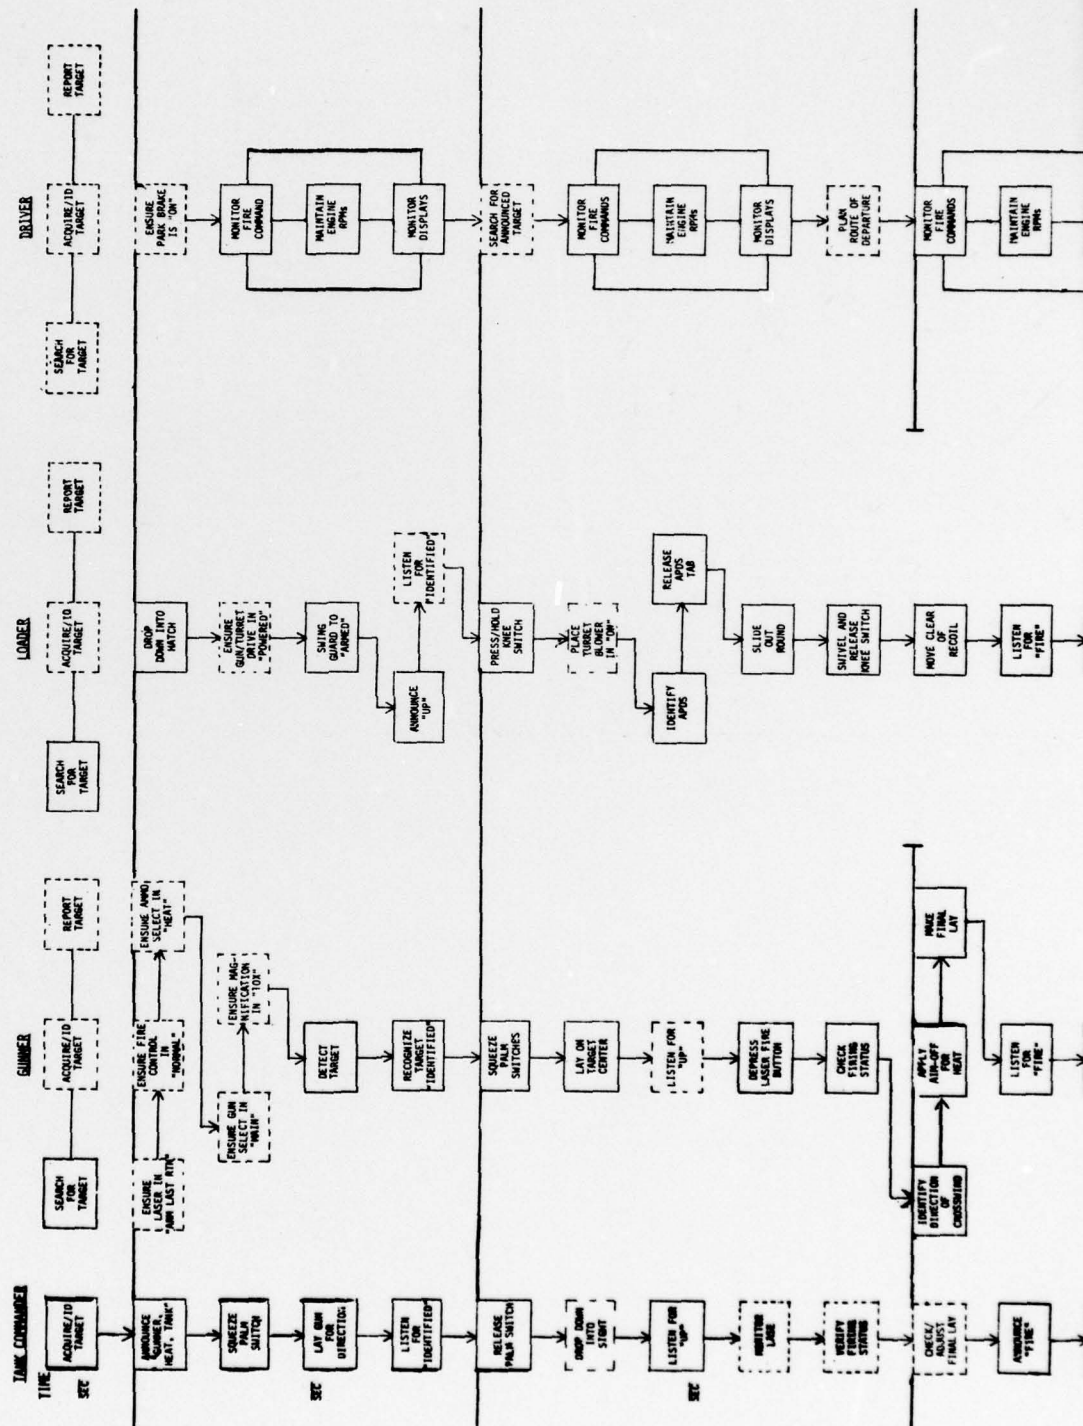 TANK COMMANDER
TIME
SEC
ACQUIRE/ID
TARGET
ANNOUNCE
"GUNNER,
HEAT, TANK"
SQUEEZE
PALM
SWITCH
SEC
LAY GUN
FOR
DIRECTION
LISTEN FOR
"IDENTIFIED"
RELEASE
PALM SWITCH
DROP DOWN
INTO
SIGHT
SEC
LISTEN FOR
"UP"
MONITOR
LASE
VERIFY
FIRING
STATUS
CHECK/
ADJUST
FINAL LAY
ANNOUNCE
"FIRE"
GUNNER
SEARCH
FOR
TARGET
ACQUIRE/ID
TARGET
REPORT
TARGET
ENSURE
LASER IN
"ARM LAST RTN"
ENSURE FIRE
CONTROL
IN
"NORMAL"
ENSURE AMMO
SELECT IN
"HEAT"
ENSURE GUN
SELECT IN
"MAIN"
ENSURE MAG-
NIFICATION
IN "10X"
DETECT
TARGET
RECOGNIZE
TARGET
"IDENTIFIED"
SQUEEZE
PALM
SWITCHES
LAY ON
TARGET
CENTER
LISTEN FOR
"UP"
DEPRESS
LASER FIRE
BUTTON
CHECK
FIRING
STATUS
IDENTIFY
DIRECTION
OF
CROSSWIND
APPLY
AIM-OFF
FOR
HEAT
MAKE
FINAL
LAY
LISTEN
FOR
"FIRE"
LOADER
SEARCH
FOR
TARGET
ACQUIRE/ID
TARGET
REPORT
TARGET
DROP
DOWN INTO
HATCH
ENSURE
GUN/TURRET
DRIVE IN
"POWERED"
SWING
GUARD TO
"ARMED"
ANNOUNCE
"UP"
LISTEN
FOR
"IDENTIFIED"
PRESS/HOLD
KNEE
SWITCH
PLACE
TURRET
BLOWER
IN "ON"
IDENTIFY
APDS
RELEASE
APDS
TAB
SLIDE
OUT
ROUND
SWIVEL AND
RELEASE
KNEE SWITCH
MOVE CLEAR
OF
RECOIL
LISTEN
FOR
"FIRE"
DRIVER
SEARCH
FOR
TARGET
ACQUIRE/ID
TARGET
REPORT
TARGET
ENSURE
PARK BRAKE
IS "ON"
MONITOR
FIRE
COMMAND
MAINTAIN
ENGINE
RPMs
MONITOR
DISPLAYS
SEARCH FOR
ANNOUNCED
TARGET
MONITOR
FIRE
COMMANDS
MAINTAIN
ENGINE
RPMs
MONITOR
DISPLAYS
PLAN
ROUTE OF
DEPARTURE
MONITOR
FIRE
COMMANDS
MAINTAIN
ENGINE
RPMs